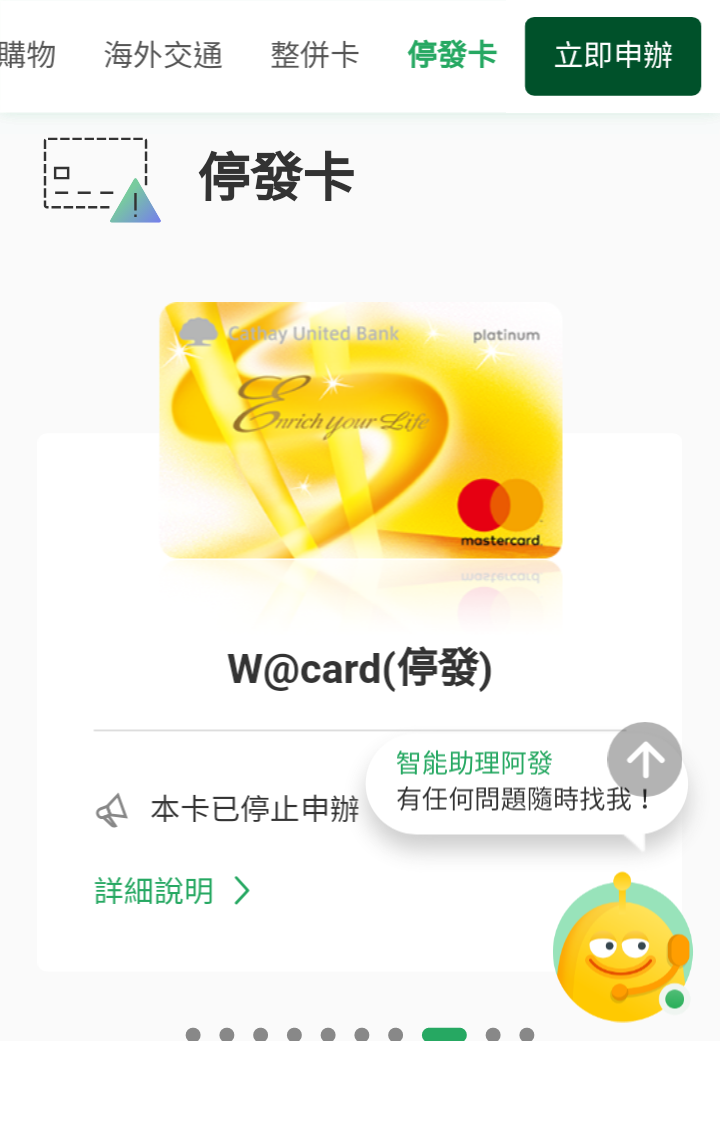 購物 海外交通 整併卡 停發卡 立即申辦
停發卡
Cathay United Bank platinum
Enrich your Life
mastercard
W@card(停發)
智能助理阿發
有任何問題隨時找我！
本卡已停止申辦
詳細說明